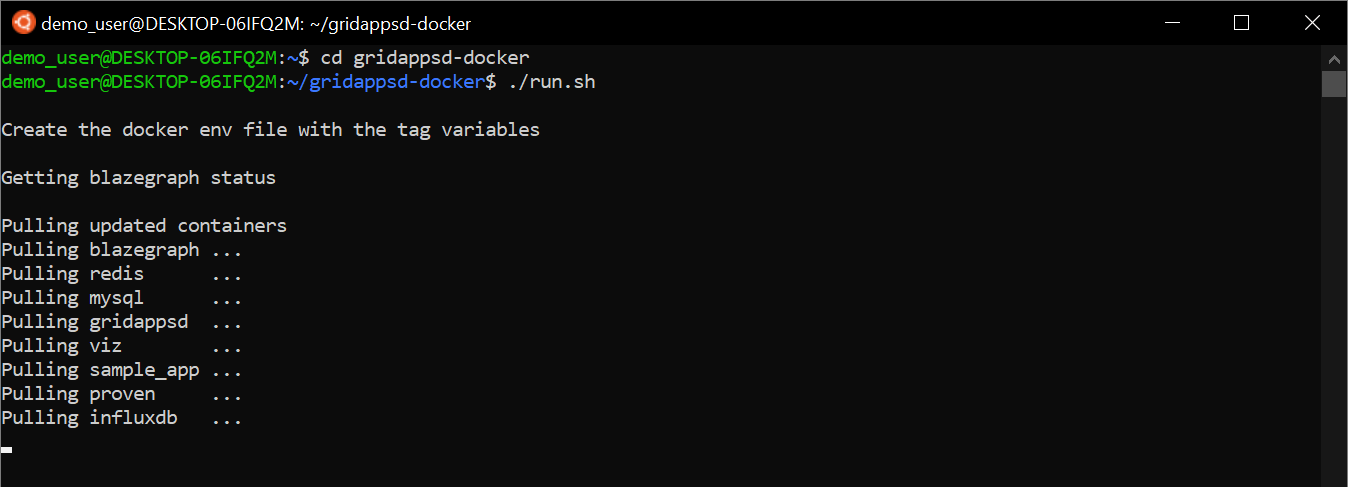 demo_user@DESKTOP-06IFQ2M: ~/gridappsd-docker
demo_user@DESKTOP-06IFQ2M:~$ cd gridappsd-docker
demo_user@DESKTOP-06IFQ2M:~/gridappsd-docker$ ./run.sh
Create the docker env file with the tag variables
Getting blazegraph status
Pulling updated containers
Pulling blazegraph ...
Pulling redis      ...
Pulling mysql      ...
Pulling gridappsd  ...
Pulling viz        ...
Pulling sample_app ...
Pulling proven     ...
Pulling influxdb   ...